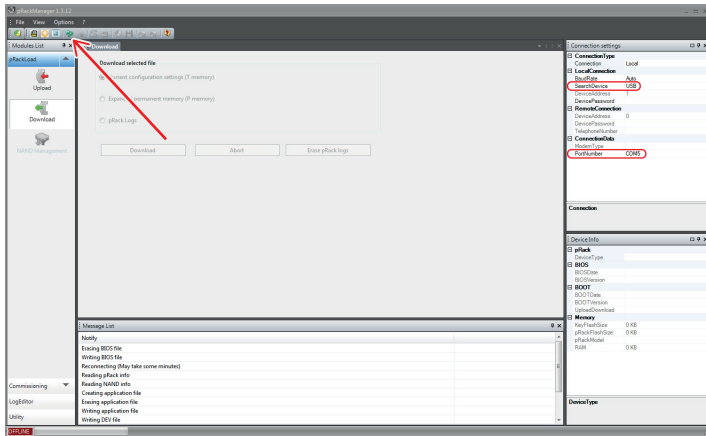 pRackManager 1.3.12
File View Options ?
Modules List
pRackLoad
Upload
Download
NAND Management
Commissioning
LogEditor
Utility
OFFLINE
Download
Download selected file
Current configuration settings (T memory)
Expanded permanent memory (P memory)
pRack Logs
Download Abort Erase pRack logs
Message List
Notify
Erasing BIOS file
Writing BIOS file
Reconnecting (May take some minutes)
Reading pRack info
Reading NAND info
Creating application file
Erasing application file
Writing application file
Writing DEV file
Connection settings
ConnectionType
Connection Local
LocalConnection
BaudRate Auto
SearchDevice USB
DeviceAddress 1
DevicePassword
RemoteConnection
DeviceAddress 0
DevicePassword
TelephoneNumber
ConnectionData
ModemType
PortNumber COM5
Connection
Device Info
pRack
DeviceType
BIOS
BIOSDate
BIOSVersion
BOOT
BOOTDate
BOOTVersion
UploadDownload
Memory
KeyFlashSize 0 KB
pRackFlashSize 0 KB
pRackModel
RAM 0 KB
DeviceType